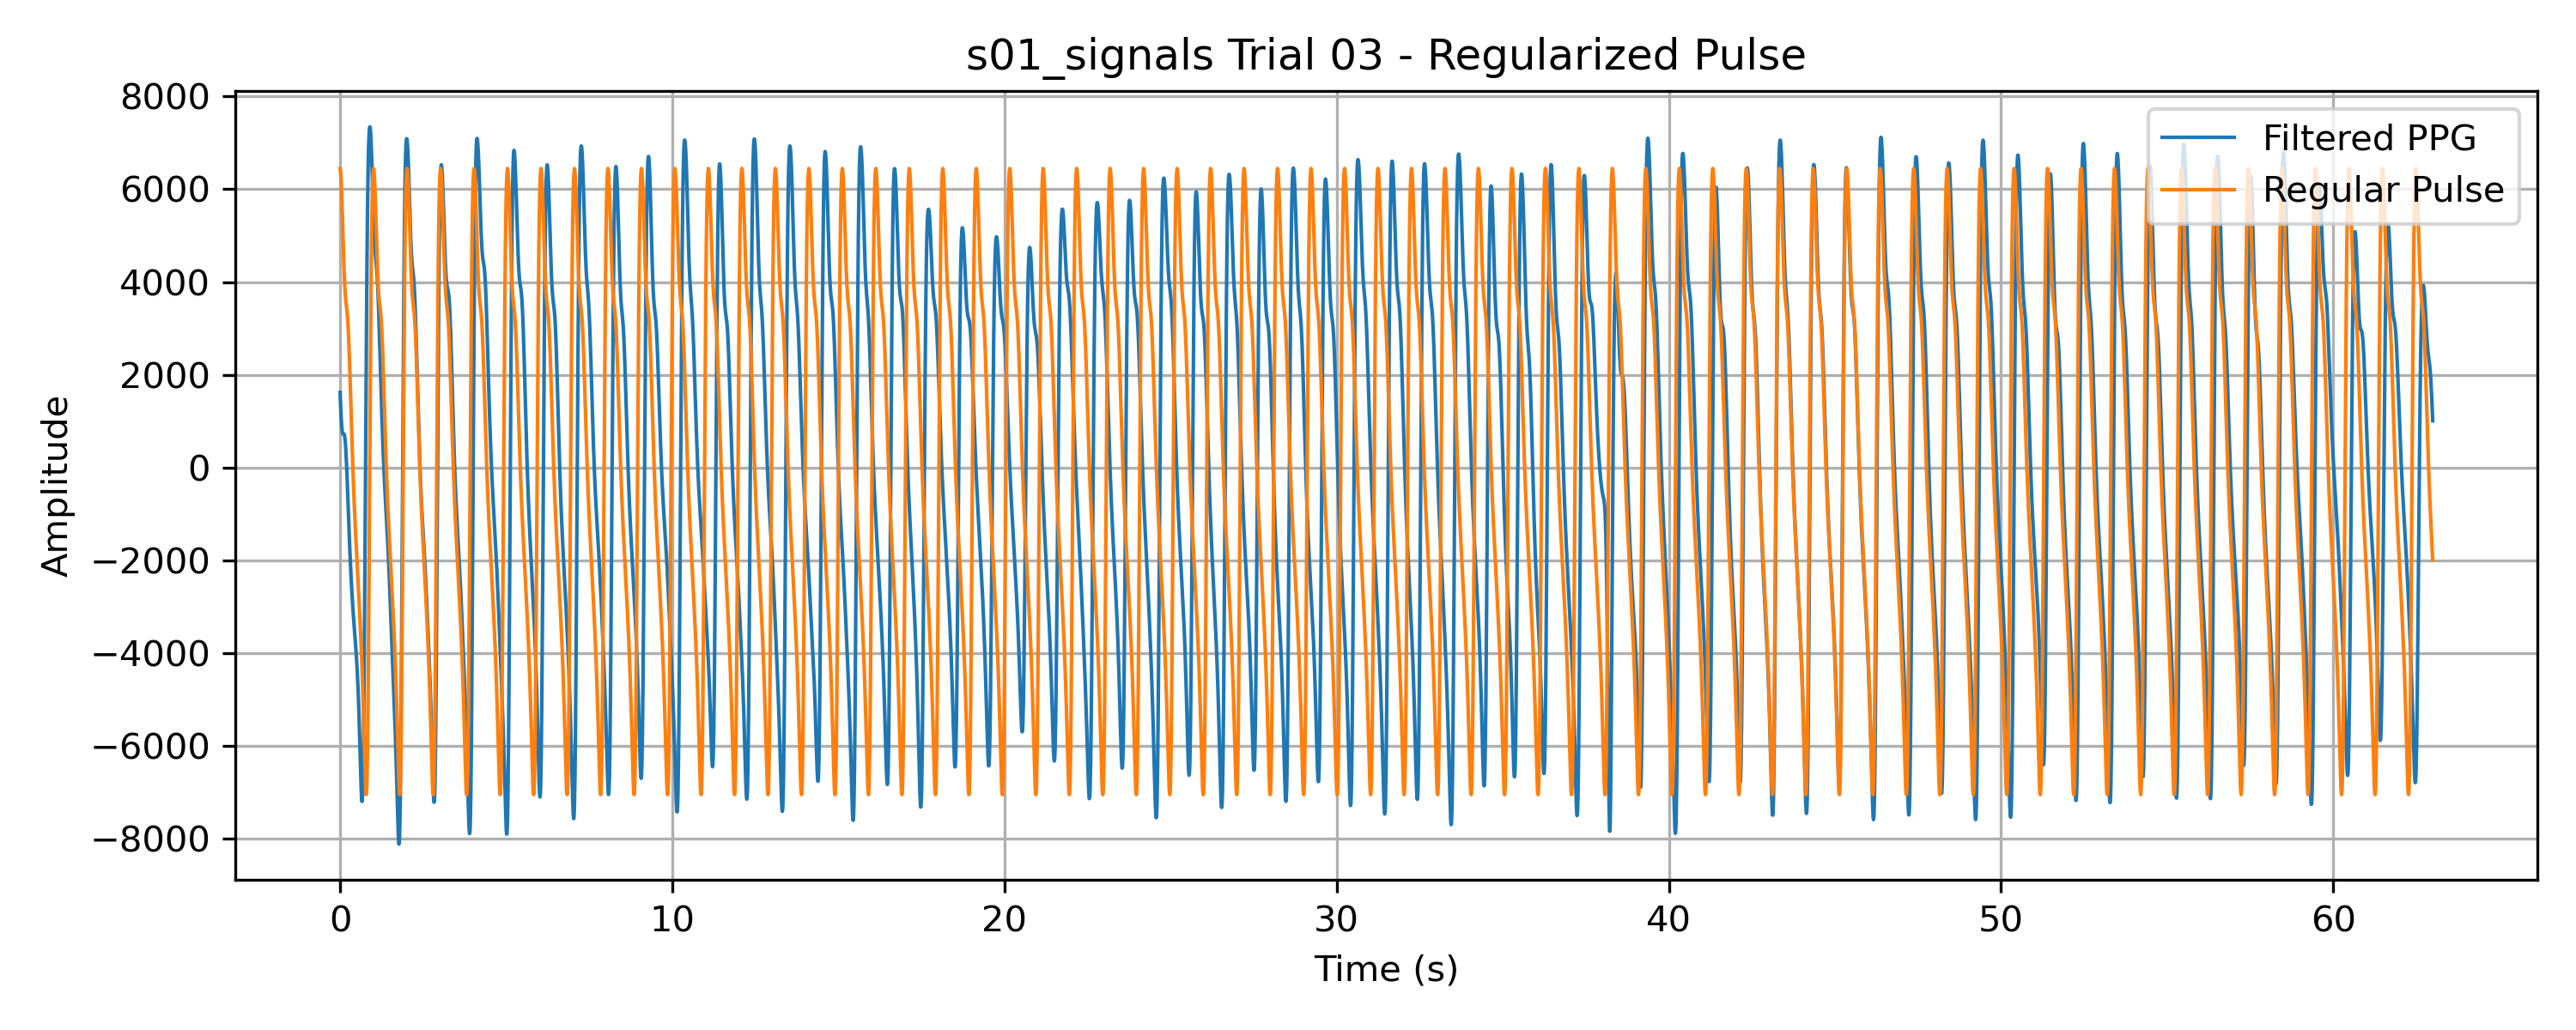 s01_signals Trial 03 - Regularized Pulse
Filtered PPG
Regular Pulse
Amplitude
8000
6000
4000
2000
0
−2000
−4000
−6000
−8000
0 10 20 30 40 50 60
Time (s)